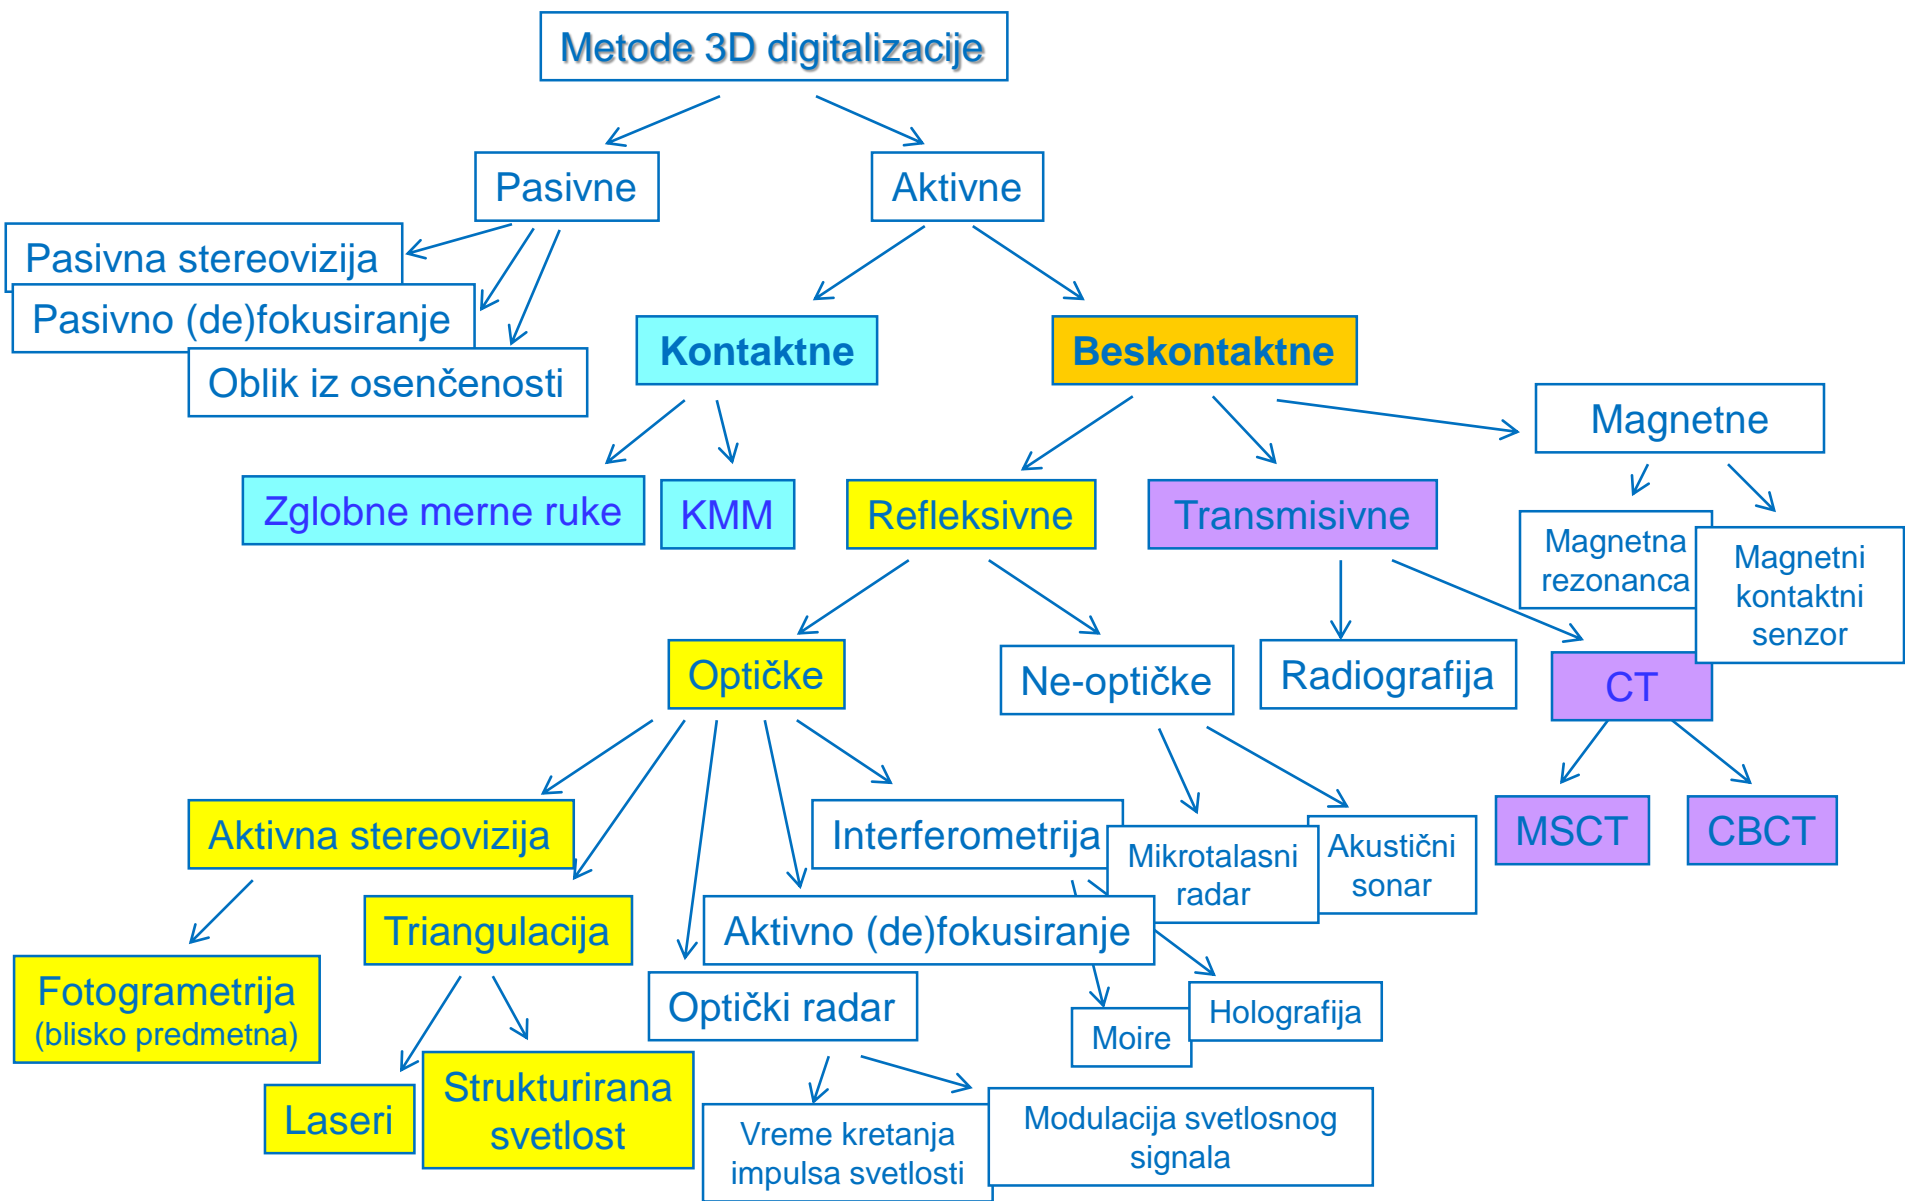 Metode 3D digitalizacije
Pasivne
Aktivne
Pasivna stereovizija
Pasivno (de)fokusiranje
Oblik iz osenčenosti
Kontaktne
Beskontaktne
Magnetne
Zglobne merne ruke
KMM
Refleksivne
Transmisivne
Magnetna
rezonanca
Magnetni
kontaktni
senzor
Optičke
Ne-optičke
Radiografija
CT
Aktivna stereovizija
Interferometrija
Mikrotalasni
radar
Akustični
sonar
MSCT
CBCT
Triangulacija
Aktivno (de)fokusiranje
Fotogrametrija
(blisko predmetna)
Optički radar
Moire
Holografija
Laseri
Strukturirana
svetlost
Vreme kretanja
impulsa svetlosti
Modulacija svetlosnog
signala